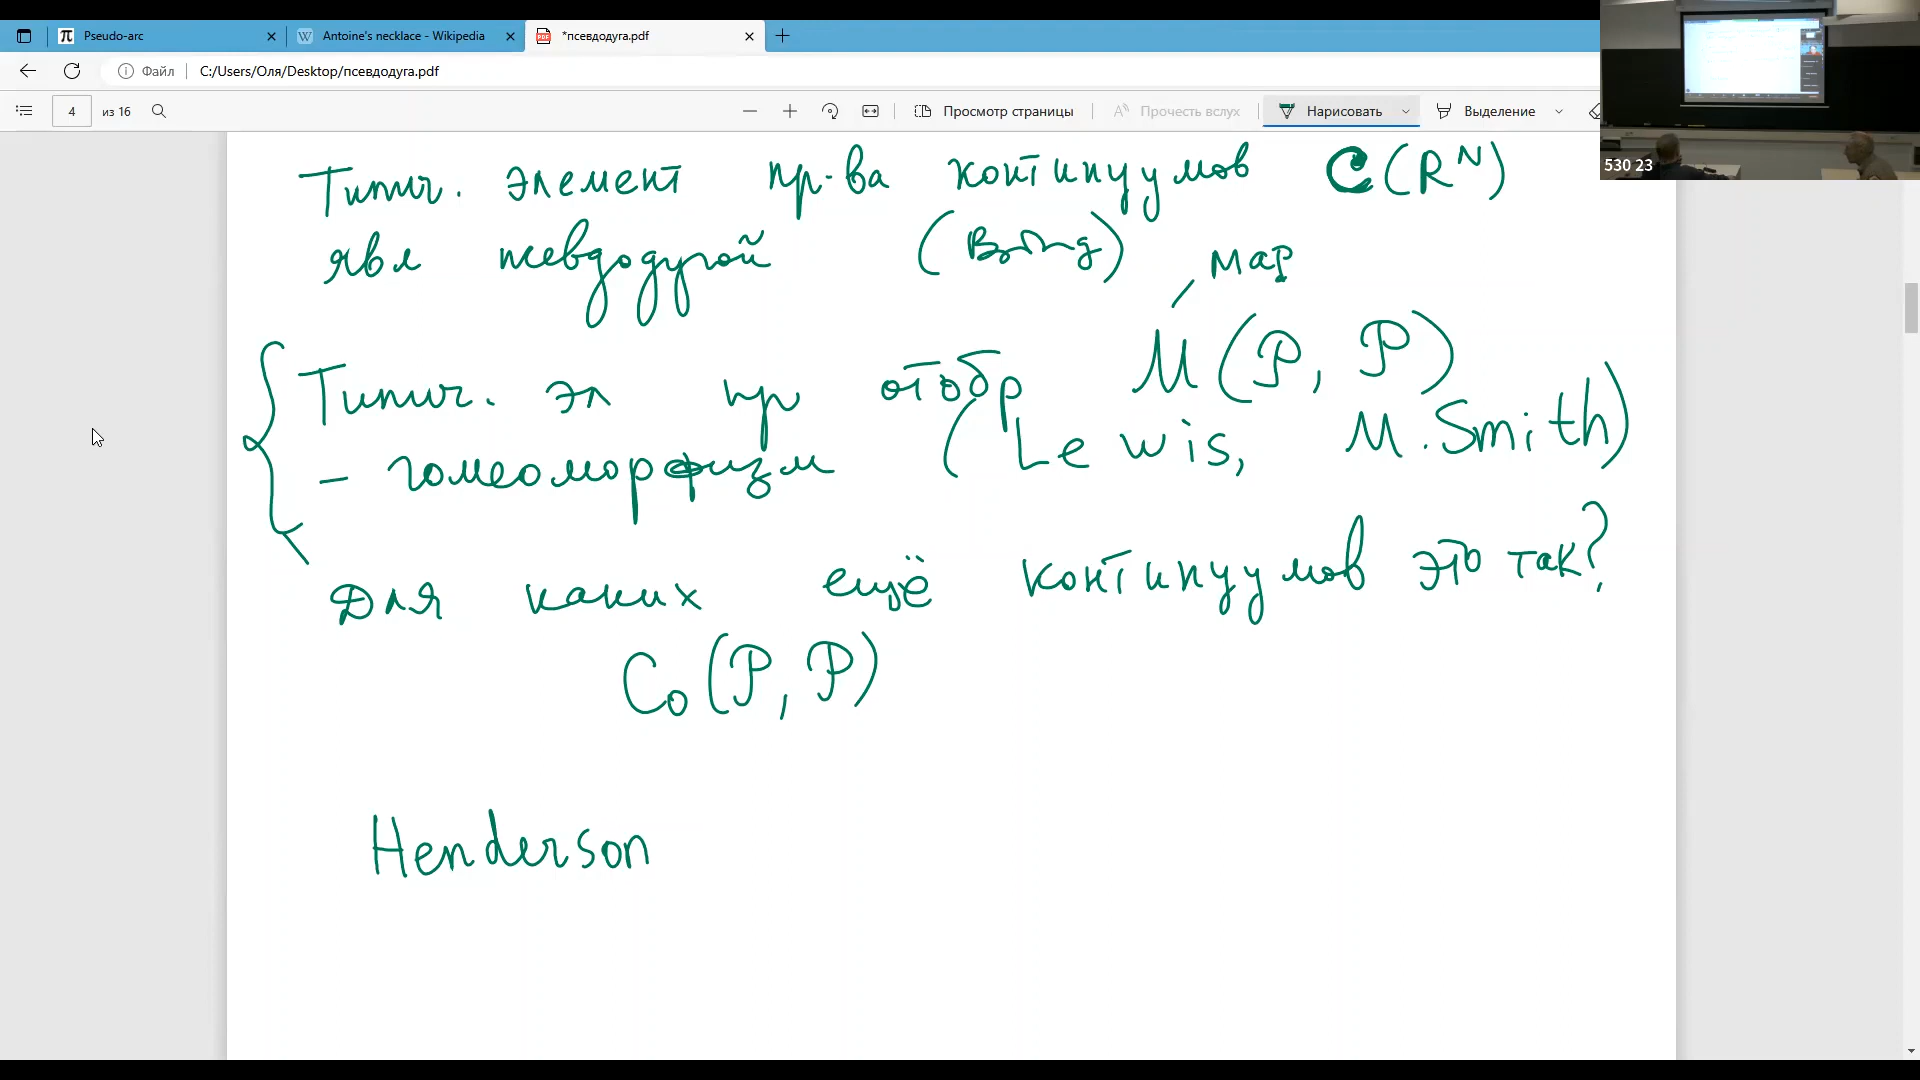 Pseudo-arc
Antoine's necklace - Wikipedia
*псевдодуга.pdf
Файл
C:/Users/Оля/Desktop/псевдодуга.pdf
4 из 16
Просмотр страницы
Прочесть вслух
Нарисовать
Выделение
530 23
Типич. элемент пр-ва континуумов C(R^N)
явл псевдодугой (Bing)
map
Типич. эл пр отобр M(P, P)
- гомеоморфизм (Lewis, M. Smith)
Для каких ещё континуумов это так?
C₀(P, P)
Henderson